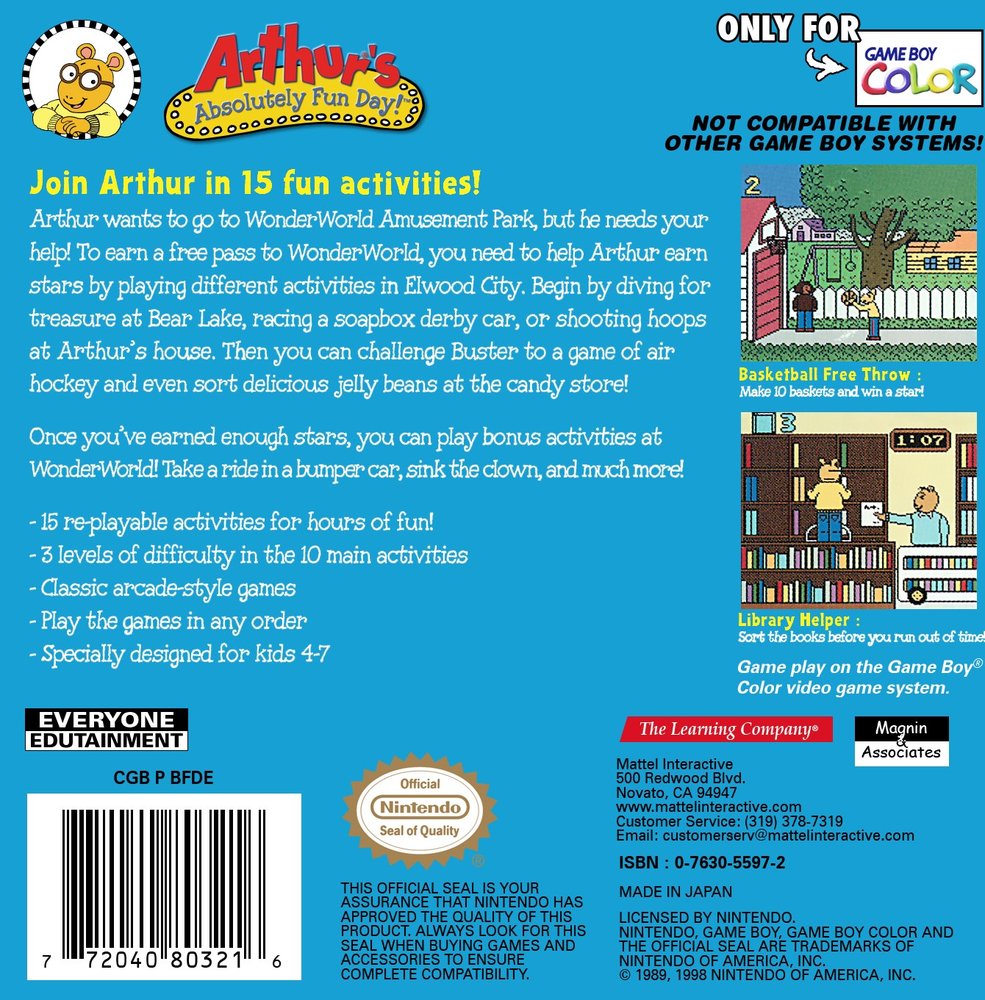 Arthur's
Absolutely Fun Day!™
ONLY FOR
GAME BOY
COLOR
NOT COMPATIBLE WITH
OTHER GAME BOY SYSTEMS!
Join Arthur in 15 fun activities!
Arthur wants to go to WonderWorld Amusement Park, but he needs your
help! To earn a free pass to WonderWorld, you need to help Arthur earn
stars by playing different activities in Elwood City. Begin by diving for
treasure at Bear Lake, racing a soapbox derby car, or shooting hoops
at Arthur's house. Then you can challenge Buster to a game of air
hockey and even sort delicious jelly beans at the candy store!
Once you've earned enough stars, you can play bonus activities at
WonderWorld! Take a ride in a bumper car, sink the clown, and much more!
- 15 re-playable activities for hours of fun!
- 3 levels of difficulty in the 10 main activities
- Classic arcade-style games
- Play the games in any order
- Specially designed for kids 4-7
2
Basketball Free Throw :
Make 10 baskets and win a star!
3
1:07
Library Helper :
Sort the books before you run out of time!
Game play on the Game Boy®
Color video game system.
EVERYONE
EDUTAINMENT
CGB P BFDE
7 72040 80321 6
Official
Nintendo
Seal of Quality
®
THIS OFFICIAL SEAL IS YOUR
ASSURANCE THAT NINTENDO HAS
APPROVED THE QUALITY OF THIS
PRODUCT. ALWAYS LOOK FOR THIS
SEAL WHEN BUYING GAMES AND
ACCESSORIES TO ENSURE
COMPLETE COMPATIBILITY.
The Learning Company®
Magnin
&
Associates
Mattel Interactive
500 Redwood Blvd.
Novato, CA 94947
www.mattelinteractive.com
Customer Service: (319) 378-7319
Email: customerserv@mattelinteractive.com
ISBN : 0-7630-5597-2
MADE IN JAPAN
LICENSED BY NINTENDO.
NINTENDO, GAME BOY, GAME BOY COLOR AND
THE OFFICIAL SEAL ARE TRADEMARKS OF
NINTENDO OF AMERICA, INC.
© 1989, 1998 NINTENDO OF AMERICA, INC.